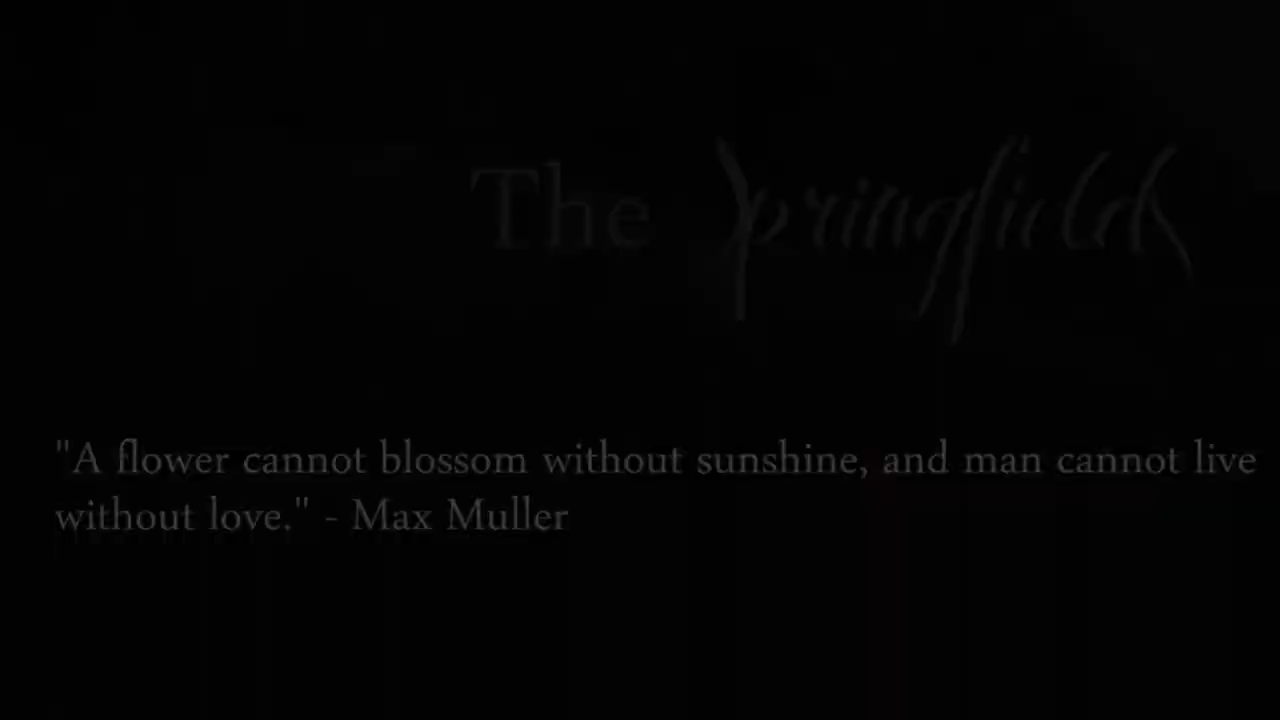 The Springfields
"A flower cannot blossom without sunshine, and man cannot live
without love." - Max Muller